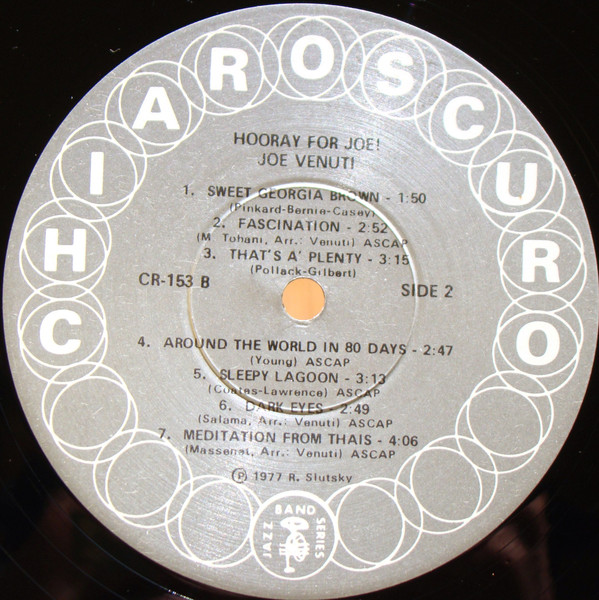 CHIAROSCURO
HOORAY FOR JOE!
JOE VENUTI
1. SWEET GEORGIA BROWN - 1:50
(Pinkard-Bernie-Casey)
2. FASCINATION - 2:52
(M. Tohani, Arr.: Venuti) ASCAP
3. THAT'S A' PLENTY - 3:15
(Pollack-Gilbert)
CR-153 B
SIDE 2
4. AROUND THE WORLD IN 80 DAYS - 2:47
(Young) ASCAP
5. SLEEPY LAGOON - 3:13
(Coates-Lawrence) ASCAP
6. DARK EYES - 2:49
(Salama, Arr.: Venuti) ASCAP
7. MEDITATION FROM THAIS - 4:06
(Massenat, Arr.: Venuti) ASCAP
Ⓟ 1977 R. Slutsky
JAZZ BAND SERIES